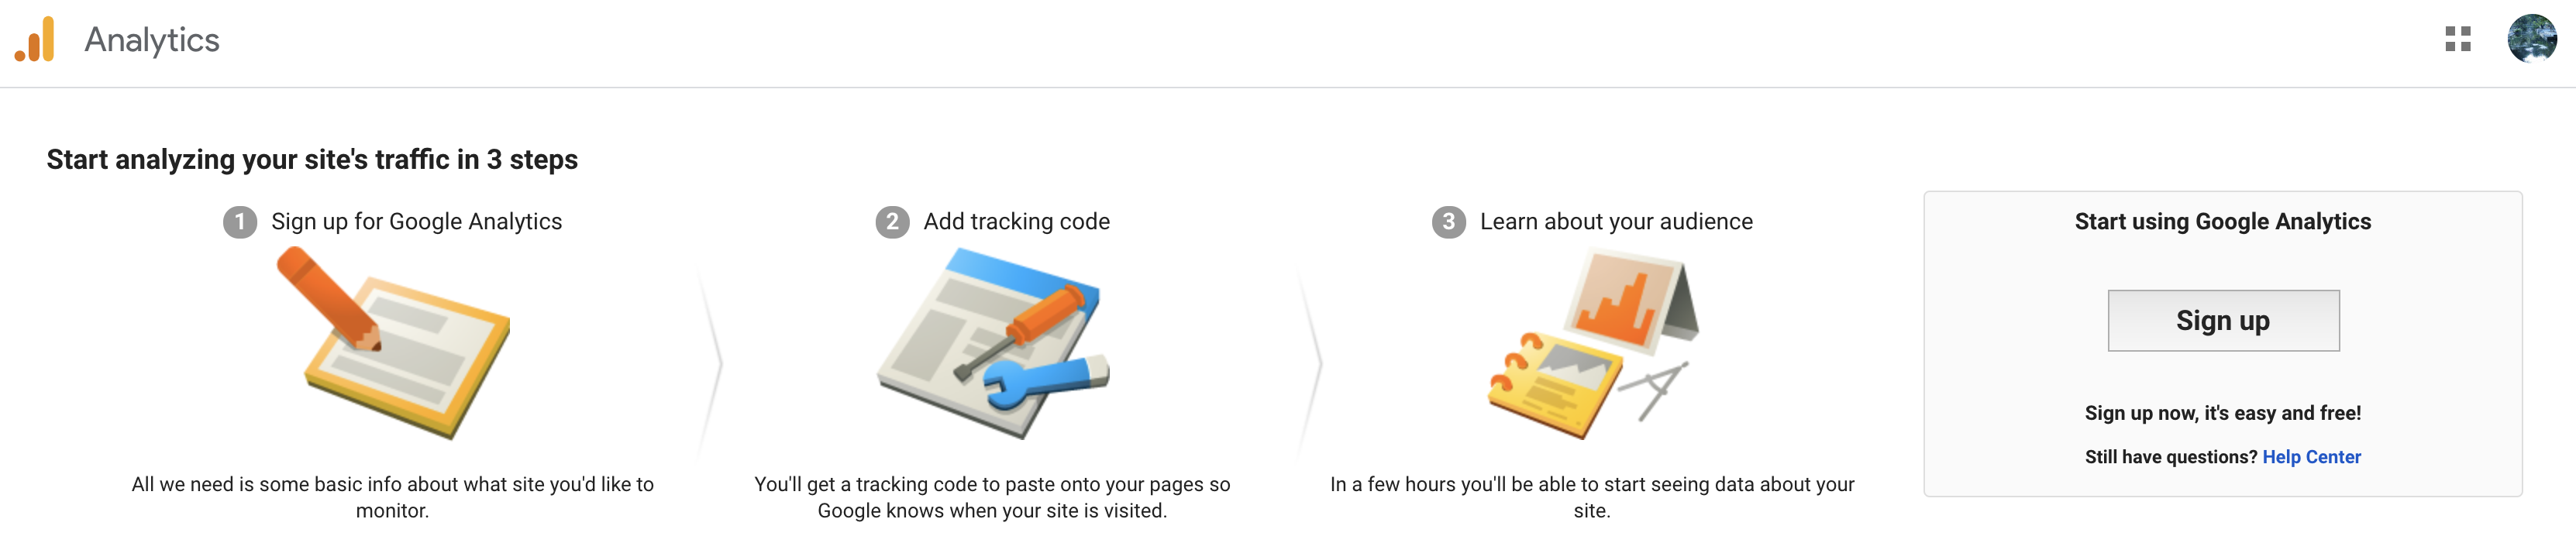 Analytics
Start analyzing your site's traffic in 3 steps
1 Sign up for Google Analytics
All we need is some basic info about what site you'd like to
monitor.
2 Add tracking code
You'll get a tracking code to paste onto your pages so
Google knows when your site is visited.
3 Learn about your audience
In a few hours you'll be able to start seeing data about your
site.
Start using Google Analytics
Sign up
Sign up now, it's easy and free!
Still have questions? Help Center